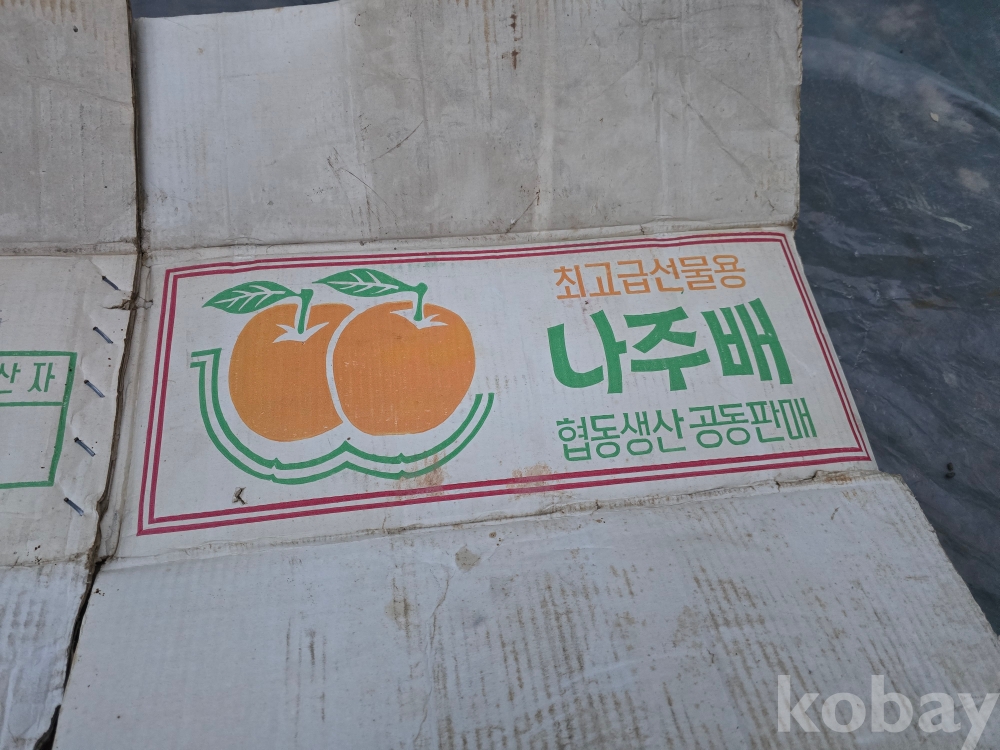 최고급선물용
나주배
협동생산 공동판매
산 자
kobay